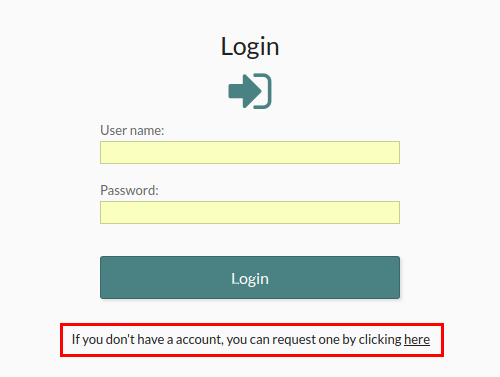 Login
User name:
Password:
Login
If you don't have a account, you can request one by clicking here